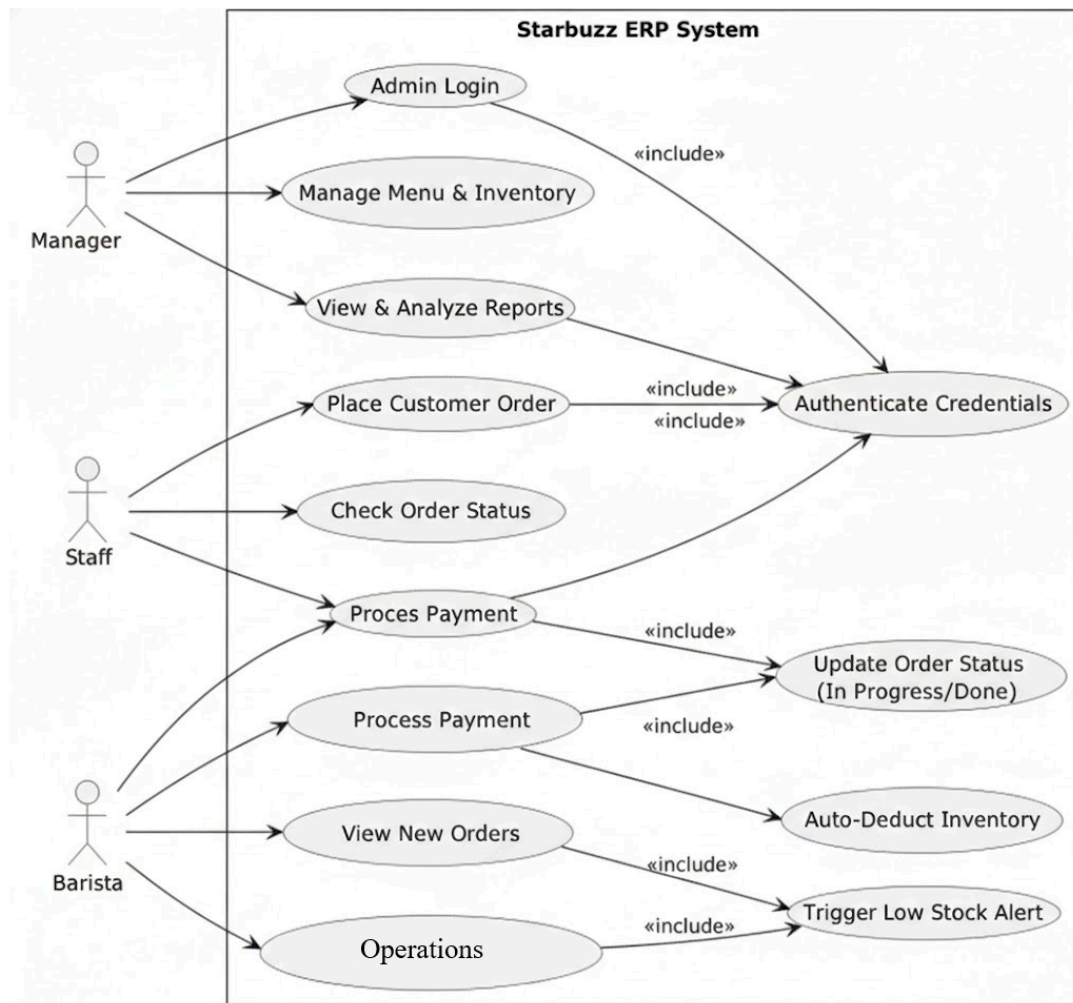 Starbuzz ERP System
Admin Login
«include»
Manage Menu & Inventory
Manager
View & Analyze Reports
«include»
Place Customer Order
Authenticate Credentials
«include»
Check Order Status
Staff
Proces Payment
«include»
Update Order Status
(In Progress/Done)
Process Payment
«include»
Auto-Deduct Inventory
View New Orders
«include»
Barista
Trigger Low Stock Alert
«include»
Operations